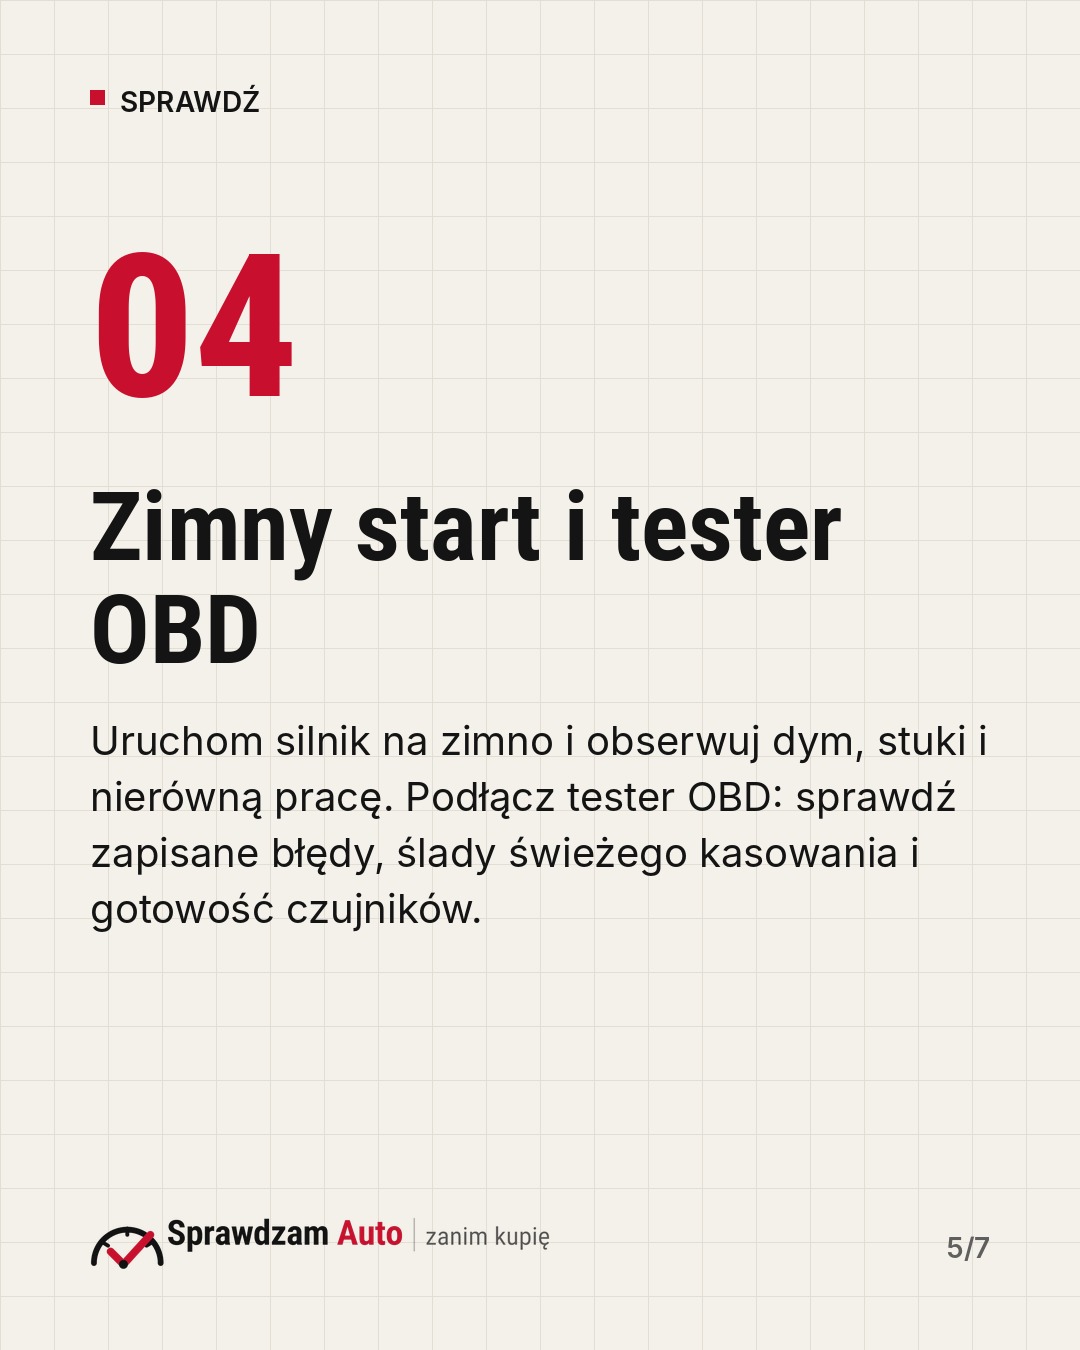 SPRAWDŹ
04
Zimny start i tester
OBD
Uruchom silnik na zimno i obserwuj dym, stuki i
nierówną pracę. Podłącz tester OBD: sprawdź
zapisane błędy, ślady świeżego kasowania i
gotowość czujników.
Sprawdzam Auto | zanim kupię
5/7